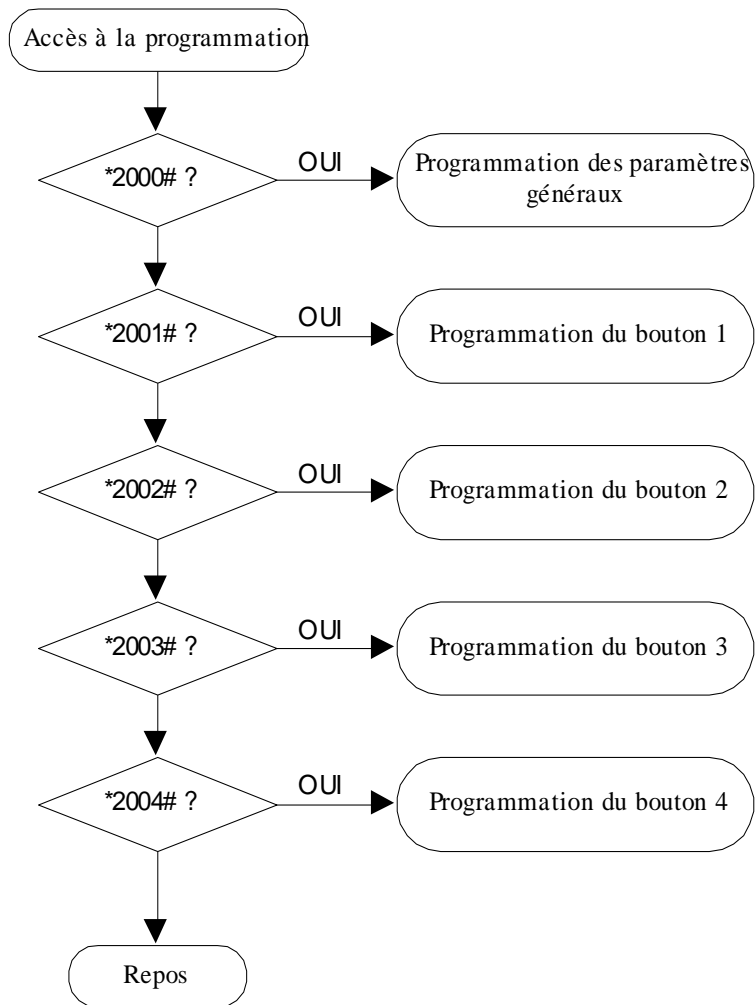 Accès à la programmation
*2000# ?
OUI
Programmation des paramètres
généraux
*2001# ?
OUI
Programmation du bouton 1
*2002# ?
OUI
Programmation du bouton 2
*2003# ?
OUI
Programmation du bouton 3
*2004# ?
OUI
Programmation du bouton 4
Repos